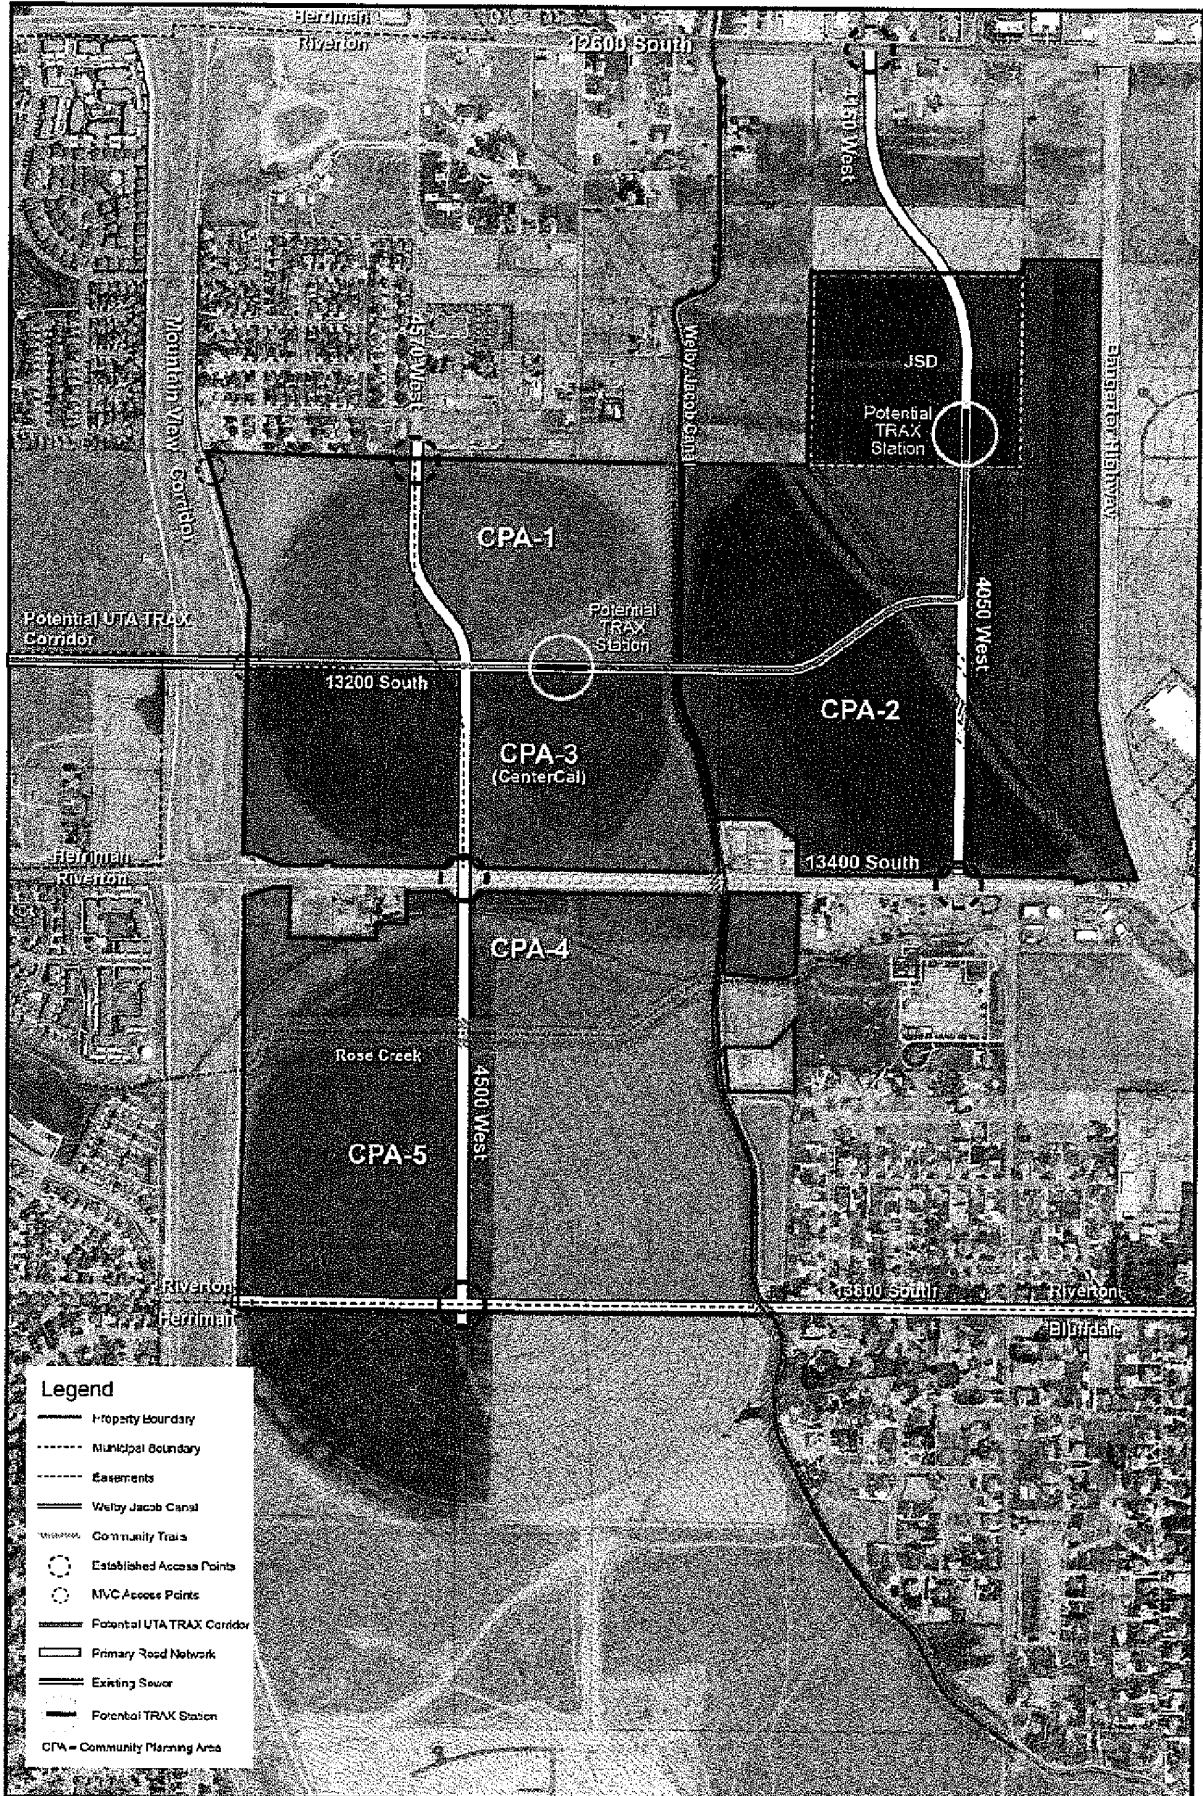 Herriman
Riverton
12600 South
4150 West
Mountain View Corridor
4570 West
Welby Jacob Canal
JSD
Potential
TRAX
Station
Bangerter Highway
CPA-1
Potential UTA TRAX
Corridor
Potential
TRAX
Station
4050 West
13200 South
CPA-2
CPA-3
(CenterCal)
Herriman
Riverton
13400 South
CPA-4
Rose Creek
4500 West
CPA-5
Riverton
Herriman
13800 South
Riverton
Bluffdale
Legend
Property Boundary
Municipal Boundary
Easements
Welby Jacob Canal
Community Trails
Established Access Points
MVC Access Points
Potential UTA TRAX Corridor
Primary Road Network
Existing Sewer
Potential TRAX Station
CPA = Community Planning Area